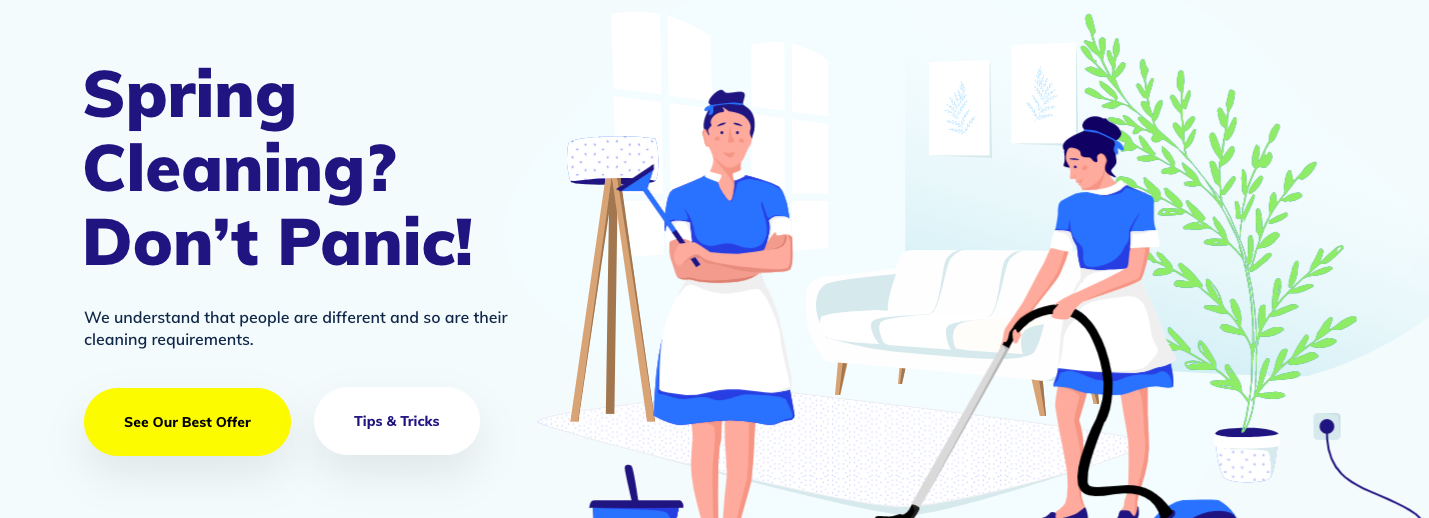 Spring
Cleaning?
Don’t Panic!
We understand that people are different and so are their
cleaning requirements.
See Our Best Offer
Tips & Tricks